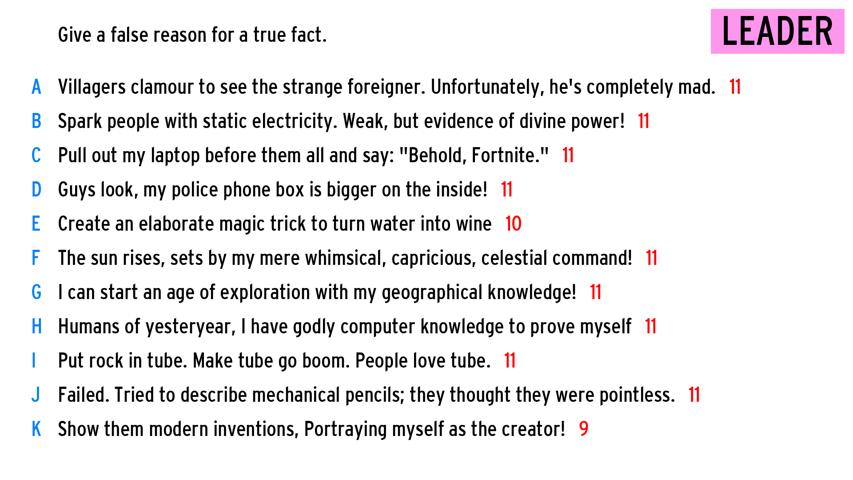 Give a false reason for a true fact.
LEADER
A Villagers clamour to see the strange foreigner. Unfortunately, he's completely mad. 11
B Spark people with static electricity. Weak, but evidence of divine power! 11
C Pull out my laptop before them all and say: "Behold, Fortnite." 11
D Guys look, my police phone box is bigger on the inside! 11
E Create an elaborate magic trick to turn water into wine 10
F The sun rises, sets by my mere whimsical, capricious, celestial command! 11
G I can start an age of exploration with my geographical knowledge! 11
H Humans of yesteryear, I have godly computer knowledge to prove myself 11
I Put rock in tube. Make tube go boom. People love tube. 11
J Failed. Tried to describe mechanical pencils; they thought they were pointless. 11
K Show them modern inventions, Portraying myself as the creator! 9